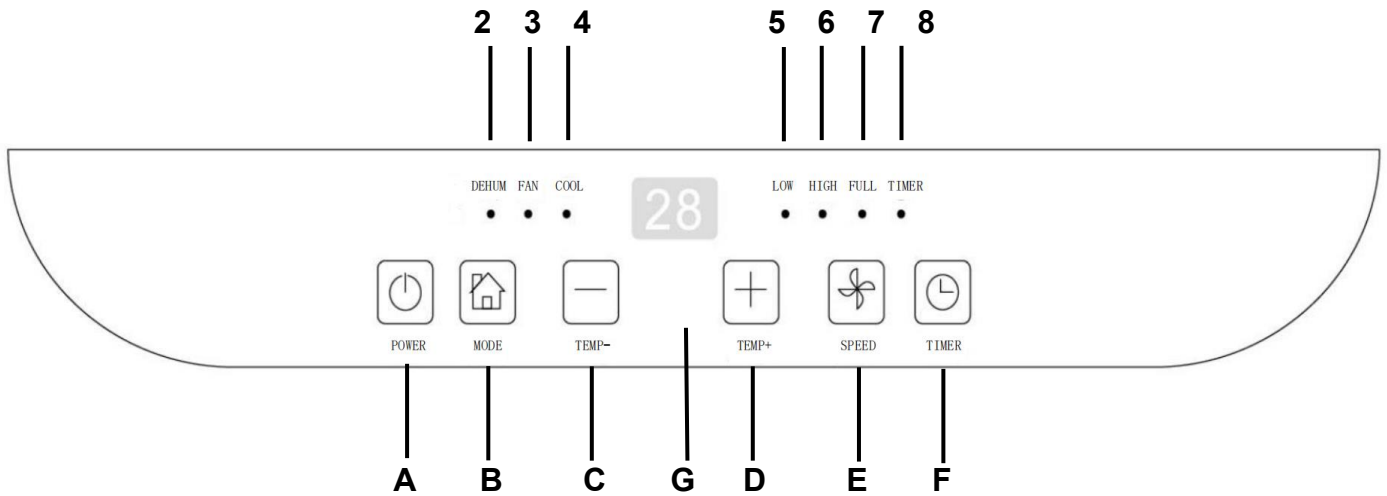 2 3 4 5 6 7 8
DEHUM FAN COOL LOW HIGH FULL TIMER
28
POWER MODE TEMP- TEMP+ SPEED TIMER
A B C G D E F